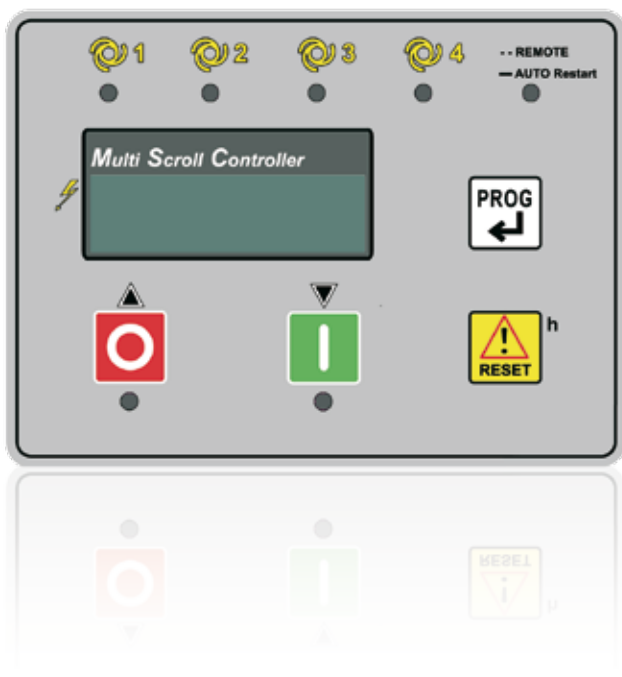 1 2 3 4
- - REMOTE
— AUTO Restart
Multi Scroll Controller
PROG
O I
! RESET h